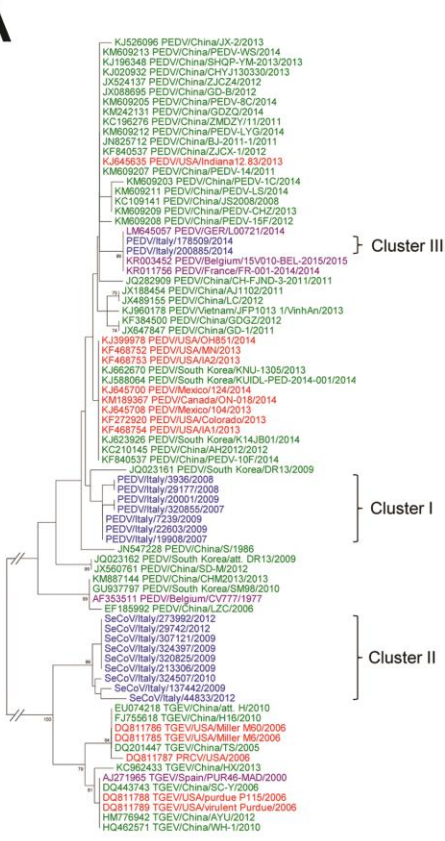 A
KJ526096 PEDV/China/JX-2/2013
KM609213 PEDV/China/PEDV-WS/2014
KJ196348 PEDV/China/SHQP-YM-2013/2013
KJ020932 PEDV/China/CHYJ130330/2013
JX524137 PEDV/China/ZJCZ4/2012
JX088695 PEDV/China/GD-B/2012
KM609205 PEDV/China/PEDV-8C/2014
KM242131 PEDV/China/GDZQ/2014
KC196276 PEDV/China/ZMDZY/11/2011
KM609212 PEDV/China/PEDV-LYG/2014
JN825712 PEDV/China/BJ-2011-1/2011
KF840537 PEDV/China/ZJCX-1/2012
KJ645635 PEDV/USA/Indiana12.83/2013
KM609207 PEDV/China/PEDV-14/2011
KM609203 PEDV/China/PEDV-1C/2014
KM609211 PEDV/China/PEDV-LS/2014
KC109141 PEDV/China/JS2008/2008
KM609209 PEDV/China/PEDV-CHZ/2013
KM609208 PEDV/China/PEDV-15F/2012
LM645057 PEDV/GER/L00721/2014
PEDV/Italy/178509/2014
PEDV/Italy/200885/2014
Cluster III
KR003452 PEDV/Belgium/15V010-BEL-2015/2015
KR011756 PEDV/France/FR-001-2014/2014
JQ282909 PEDV/China/CH-FJND-3-2011/2011
JX188454 PEDV/China/AJ1102/2011
JX489155 PEDV/China/LC/2012
KJ960178 PEDV/Vietnam/JFP1013 1/VinhAn/2013
KF384500 PEDV/China/GDGZ/2012
JX647847 PEDV/China/GD-1/2011
KJ399978 PEDV/USA/OH851/2014
KF468752 PEDV/USA/MN/2013
KF468753 PEDV/USA/IA2/2013
KJ662670 PEDV/South Korea/KNU-1305/2013
KJ588064 PEDV/South Korea/KUIDL-PED-2014-001/2014
KJ645700 PEDV/Mexico/124/2014
KM189367 PEDV/Canada/ON-018/2014
KJ645708 PEDV/Mexico/104/2013
KF272920 PEDV/USA/Colorado/2013
KF468754 PEDV/USA/IA1/2013
KJ623926 PEDV/South Korea/K14JB01/2014
KC210145 PEDV/China/AH2012/2012
KF840537 PEDV/China/PEDV-10F/2014
JQ023161 PEDV/South Korea/DR13/2009
PEDV/Italy/3936/2008
PEDV/Italy/29177/2008
PEDV/Italy/20001/2009
PEDV/Italy/320855/2007
Cluster I
PEDV/Italy/7239/2009
PEDV/Italy/22603/2009
PEDV/Italy/19908/2007
JN547228 PEDV/China/S/1986
JQ023162 PEDV/South Korea/att. DR13/2009
JX560761 PEDV/China/SD-M/2012
KM887144 PEDV/China/CHM2013/2013
GU937797 PEDV/South Korea/SM98/2010
AF353511 PEDV/Belgium/CV777/1977
EF185992 PEDV/China/LZC/2006
SeCoV/Italy/273992/2012
SeCoV/Italy/29742/2012
SeCoV/Italy/307121/2009
SeCoV/Italy/324397/2009
SeCoV/Italy/320825/2009
Cluster II
SeCoV/Italy/213306/2009
SeCoV/Italy/324507/2010
SeCoV/Italy/137442/2009
SeCoV/Italy/44833/2012
EU074218 TGEV/China/att. H/2010
FJ755618 TGEV/China/H16/2010
DQ811786 TGEV/USA/Miller M60/2006
DQ811785 TGEV/USA/Miller M6/2006
DQ201447 TGEV/China/TS/2005
DQ811787 PRCV/USA/2006
KC962433 TGEV/China/HX/2013
AJ271965 TGEV/Spain/PUR46-MAD/2000
DQ443743 TGEV/China/SC-Y/2006
DQ811788 TGEV/USA/purdue P115/2006
DQ811789 TGEV/USA/virulent Purdue/2006
HM776942 TGEV/China/AYU/2012
HQ462571 TGEV/China/WH-1/2010
100